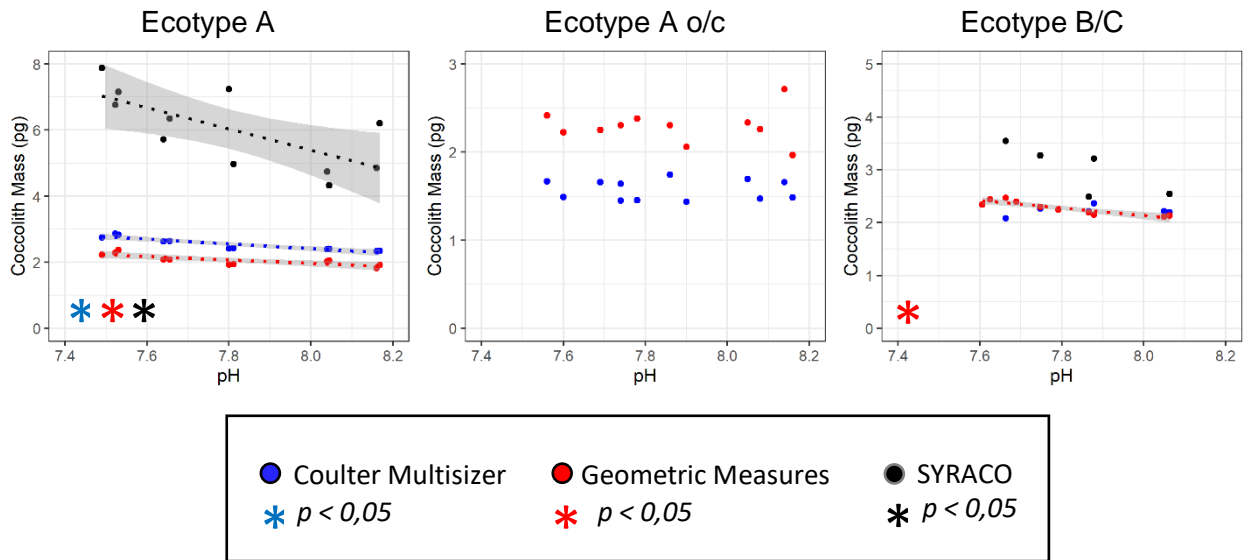 Ecotype A Ecotype A o/c Ecotype B/C
Coccolith Mass (pg)
8
6
4
2
0
7.4 7.6 7.8 8.0 8.2
pH
Coccolith Mass (pg)
3
2
1
0
7.4 7.6 7.8 8.0 8.2
pH
Coccolith Mass (pg)
5
4
3
2
1
0
7.4 7.6 7.8 8.0 8.2
pH
Coulter Multisizer Geometric Measures SYRACO
p < 0,05 p < 0,05 p < 0,05